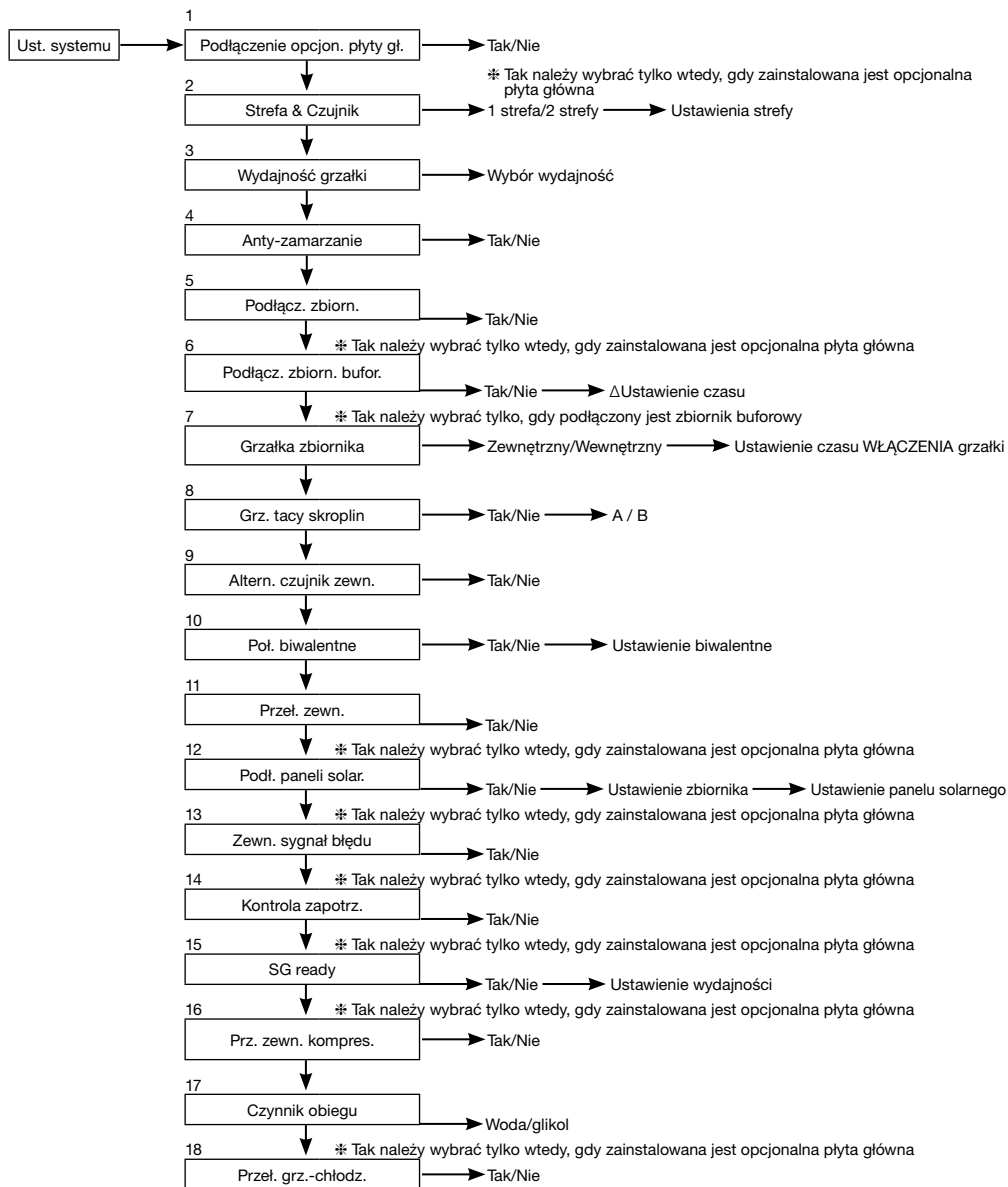 1
Ust. systemu
Podłączenie opcjon. płyty gł.
Tak/Nie
❉ Tak należy wybrać tylko wtedy, gdy zainstalowana jest opcjonalna
płyta główna
2
Strefa & Czujnik
1 strefa/2 strefy
Ustawienia strefy
3
Wydajność grzałki
Wybór wydajność
4
Anty-zamarzanie
Tak/Nie
5
Podłącz. zbiorn.
Tak/Nie
6
❉ Tak należy wybrać tylko wtedy, gdy zainstalowana jest opcjonalna płyta główna
Podłącz. zbiorn. bufor.
Tak/Nie
ΔUstawienie czasu
7
❉ Tak należy wybrać tylko, gdy podłączony jest zbiornik buforowy
Grzałka zbiornika
Zewnętrzny/Wewnętrzny
Ustawienie czasu WŁĄCZENIA grzałki
8
Grz. tacy skroplin
Tak/Nie
A / B
9
Altern. czujnik zewn.
Tak/Nie
10
Poł. biwalentne
Tak/Nie
Ustawienie biwalentne
11
Przeł. zewn.
Tak/Nie
12
❉ Tak należy wybrać tylko wtedy, gdy zainstalowana jest opcjonalna płyta główna
Podł. paneli solar.
Tak/Nie
Ustawienie zbiornika
Ustawienie panelu solarnego
13
❉ Tak należy wybrać tylko wtedy, gdy zainstalowana jest opcjonalna płyta główna
Zewn. sygnał błędu
Tak/Nie
14
❉ Tak należy wybrać tylko wtedy, gdy zainstalowana jest opcjonalna płyta główna
Kontrola zapotrz.
Tak/Nie
15
❉ Tak należy wybrać tylko wtedy, gdy zainstalowana jest opcjonalna płyta główna
SG ready
Tak/Nie
Ustawienie wydajności
16
❉ Tak należy wybrać tylko wtedy, gdy zainstalowana jest opcjonalna płyta główna
Prz. zewn. kompres.
Tak/Nie
17
Czynnik obiegu
Woda/glikol
18
❉ Tak należy wybrać tylko wtedy, gdy zainstalowana jest opcjonalna płyta główna
Przeł. grz.-chłodz.
Tak/Nie